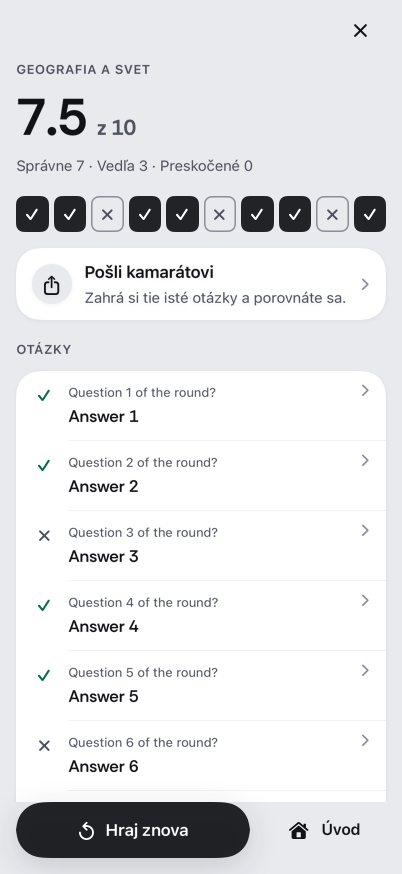 GEOGRAFIA A SVET
7.5 z 10
Správne 7 · Vedľa 3 · Preskočené 0
Pošli kamarátovi
Zahrá si tie isté otázky a porovnáte sa.
OTÁZKY
Question 1 of the round?
Answer 1
Question 2 of the round?
Answer 2
Question 3 of the round?
Answer 3
Question 4 of the round?
Answer 4
Question 5 of the round?
Answer 5
Question 6 of the round?
Answer 6
Hraj znova
Úvod